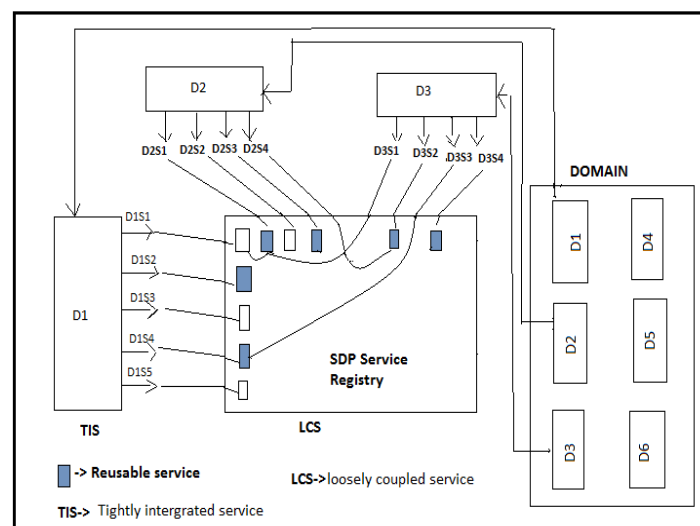 D2
D3
D2S1 D2S2 D2S3 D2S4
D3S1 D3S2 D3S3 D3S4
DOMAIN
D1
D4
D2
D5
D3
D6
D1S1
D1S2
D1S3
D1S4
D1S5
D1
SDP Service
Registry
TIS
LCS
-> Reusable service
LCS-> loosely coupled service
TIS-> Tightly intergrated service